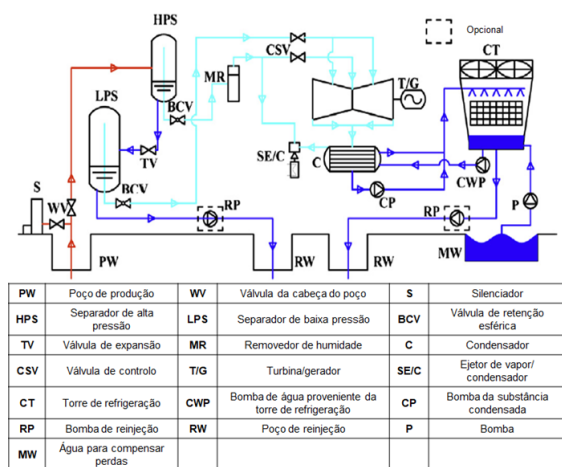 HPS
CSV
Opcional
CT
MR
LPS
BCV
T/G
TV
SE/C
C
BCV
S
WV
RP
CP
CWP
RP
P
PW
RW
RW
MW
PW Poço de produção WV Válvula da cabeça do poço S Silenciador
HPS Separador de alta pressão LPS Separador de baixa pressão BCV Válvula de retenção esférica
TV Válvula de expansão MR Removedor de humidade C Condensador
CSV Válvula de controlo T/G Turbina/gerador SE/C Ejetor de vapor/ condensador
CT Torre de refrigeração CWP Bomba de água proveniente da torre de refrigeração CP Bomba da substância condensada
RP Bomba de reinjeção RW Poço de reinjeção P Bomba
MW Água para compensar perdas